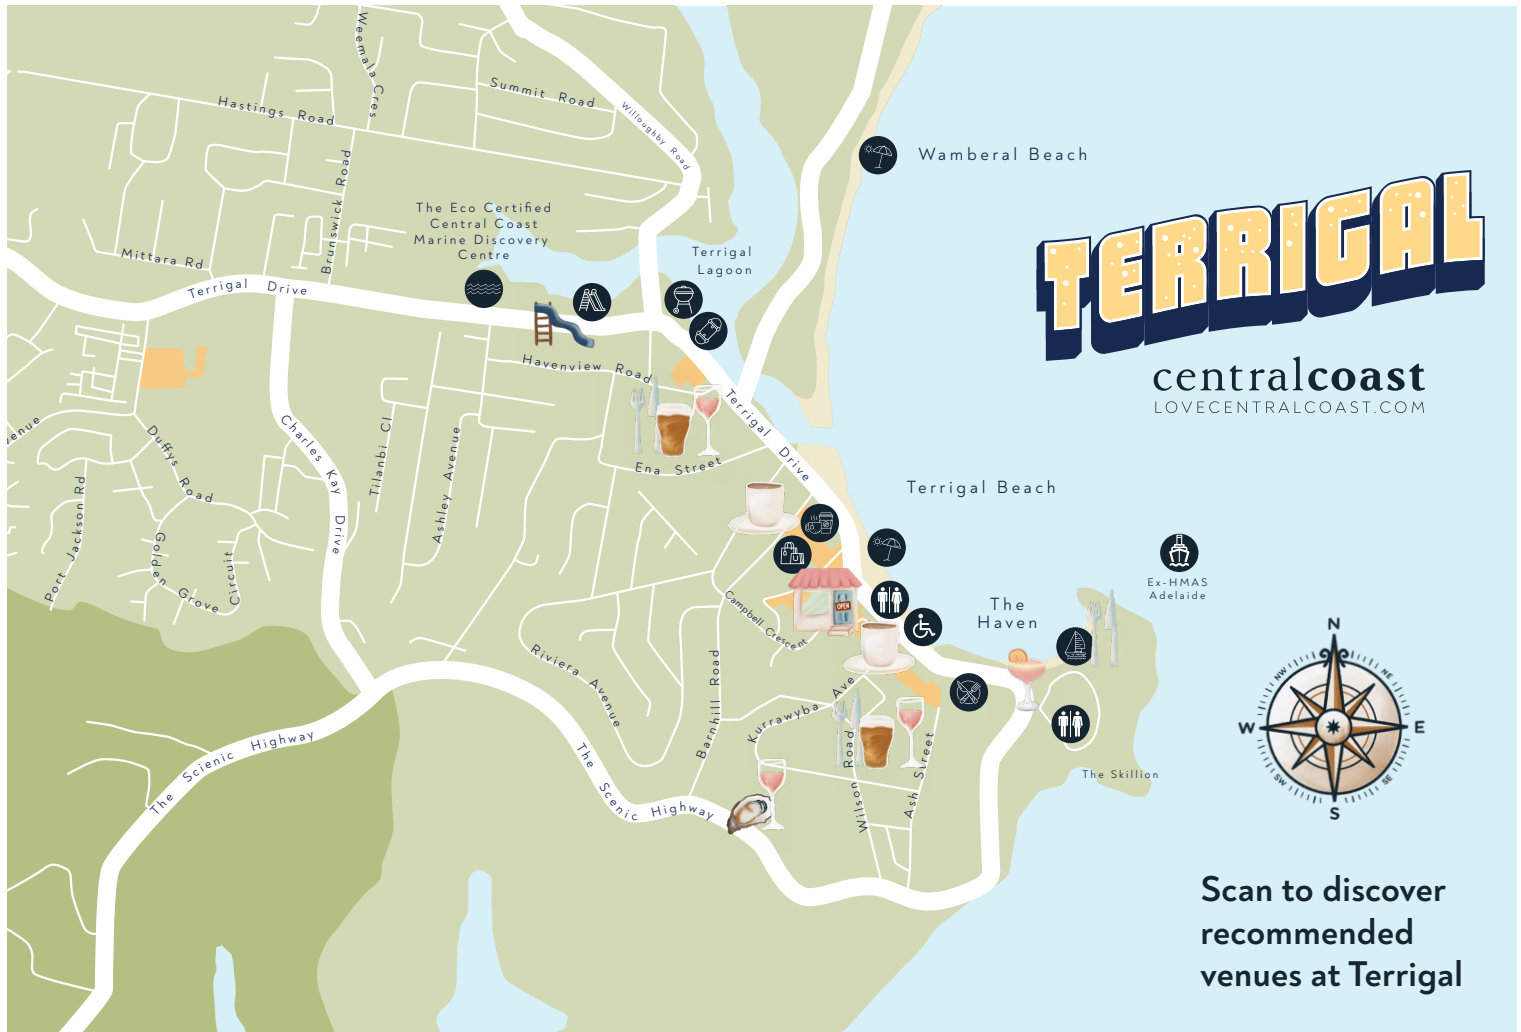 Weemala Cres
Hastings Road
Summit Road
Willoughby Road
Brunswick Road
Wamberal Beach
The Eco Certified
Central Coast
Marine Discovery
Centre
Terrigal
Lagoon
Mittara Rd
Terrigal Drive
TERRIGAL
centralcoast
LOVECENTRALCOAST.COM
Havenview Road
Terrigal Drive
Ena Street
Charles Kay Drive
Tilanbi Cl
Ashley Avenue
venue
Duffys Road
Port Jackson Rd
Golden Grove Circuit
Terrigal Beach
Ex-HMAS
Adelaide
OPEN
Campbell Crescent
The
Haven
Riviera Avenue
Barnhill Road
Kurrawyba Ave
Wilson Road
Ash Street
The Skillion
The Scienic Highway
The Scenic Highway
N
NW
NE
W
E
SW
SE
S
Scan to discover
recommended
venues at Terrigal